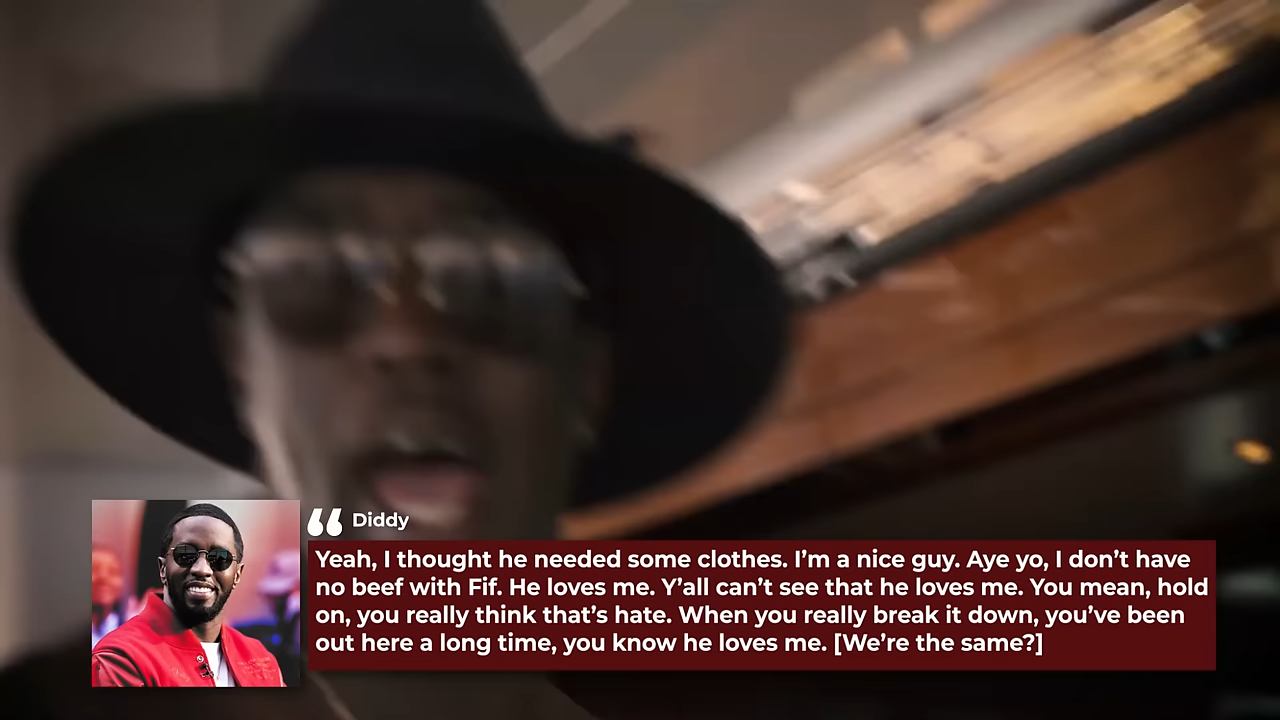 Diddy
Yeah, I thought he needed some clothes. I’m a nice guy. Aye yo, I don’t have
no beef with Fif. He loves me. Y’all can’t see that he loves me. You mean, hold
on, you really think that’s hate. When you really break it down, you’ve been
out here a long time, you know he loves me. [We’re the same?]